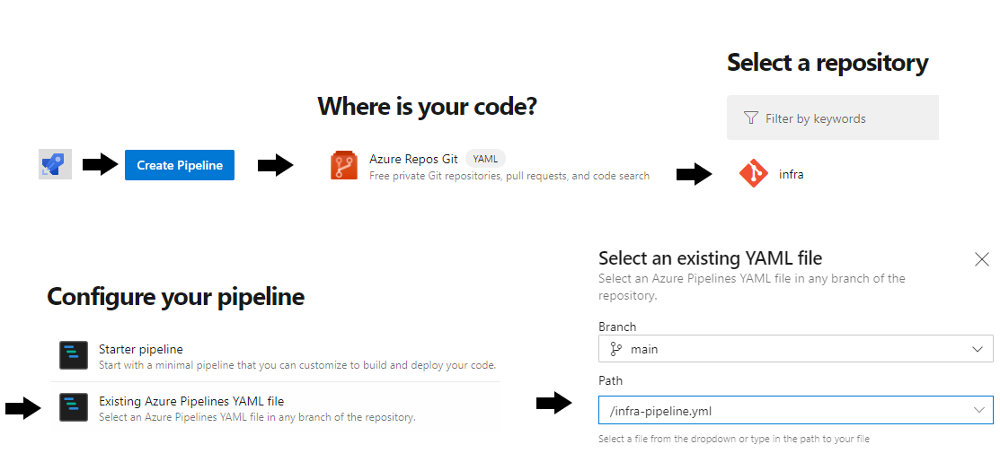 Create Pipeline
Where is your code?
Azure Repos Git YAML
Free private Git repositories, pull requests, and code search
Select a repository
Filter by keywords
infra
Configure your pipeline
Starter pipeline
Start with a minimal pipeline that you can customize to build and deploy your code.
Existing Azure Pipelines YAML file
Select an Azure Pipelines YAML file in any branch of the repository.
Select an existing YAML file
Select an Azure Pipelines YAML file in any branch of the
repository.
Branch
main
Path
/infra-pipeline.yml
Select a file from the dropdown or type in the path to your file